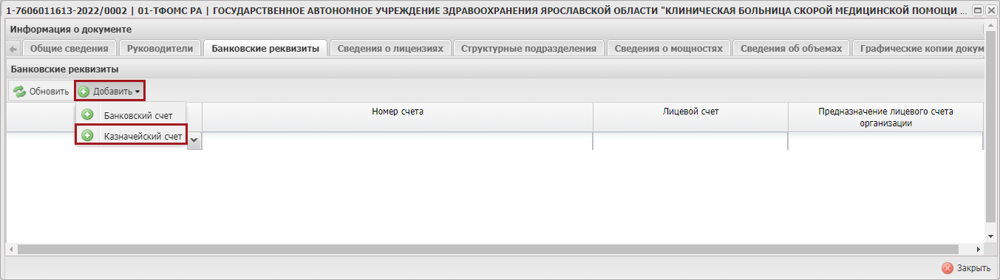 1-7606011613-2022/0002 | 01-ТФОМС РА | ГОСУДАРСТВЕННОЕ АВТОНОМНОЕ УЧРЕЖДЕНИЕ ЗДРАВООХРАНЕНИЯ ЯРОСЛАВСКОЙ ОБЛАСТИ "КЛИНИЧЕСКАЯ БОЛЬНИЦА СКОРОЙ МЕДИЦИНСКОЙ ПОМОЩИ ...
Информация о документе
Общие сведения Руководители Банковские реквизиты Сведения о лицензиях Структурные подразделения Сведения о мощностях Сведения об объемах Графические копии докум
Банковские реквизиты
Обновить Добавить
Банковский счет
Казначейский счет
Номер счета Лицевой счет Предназначение лицевого счета
организации
Закрыть